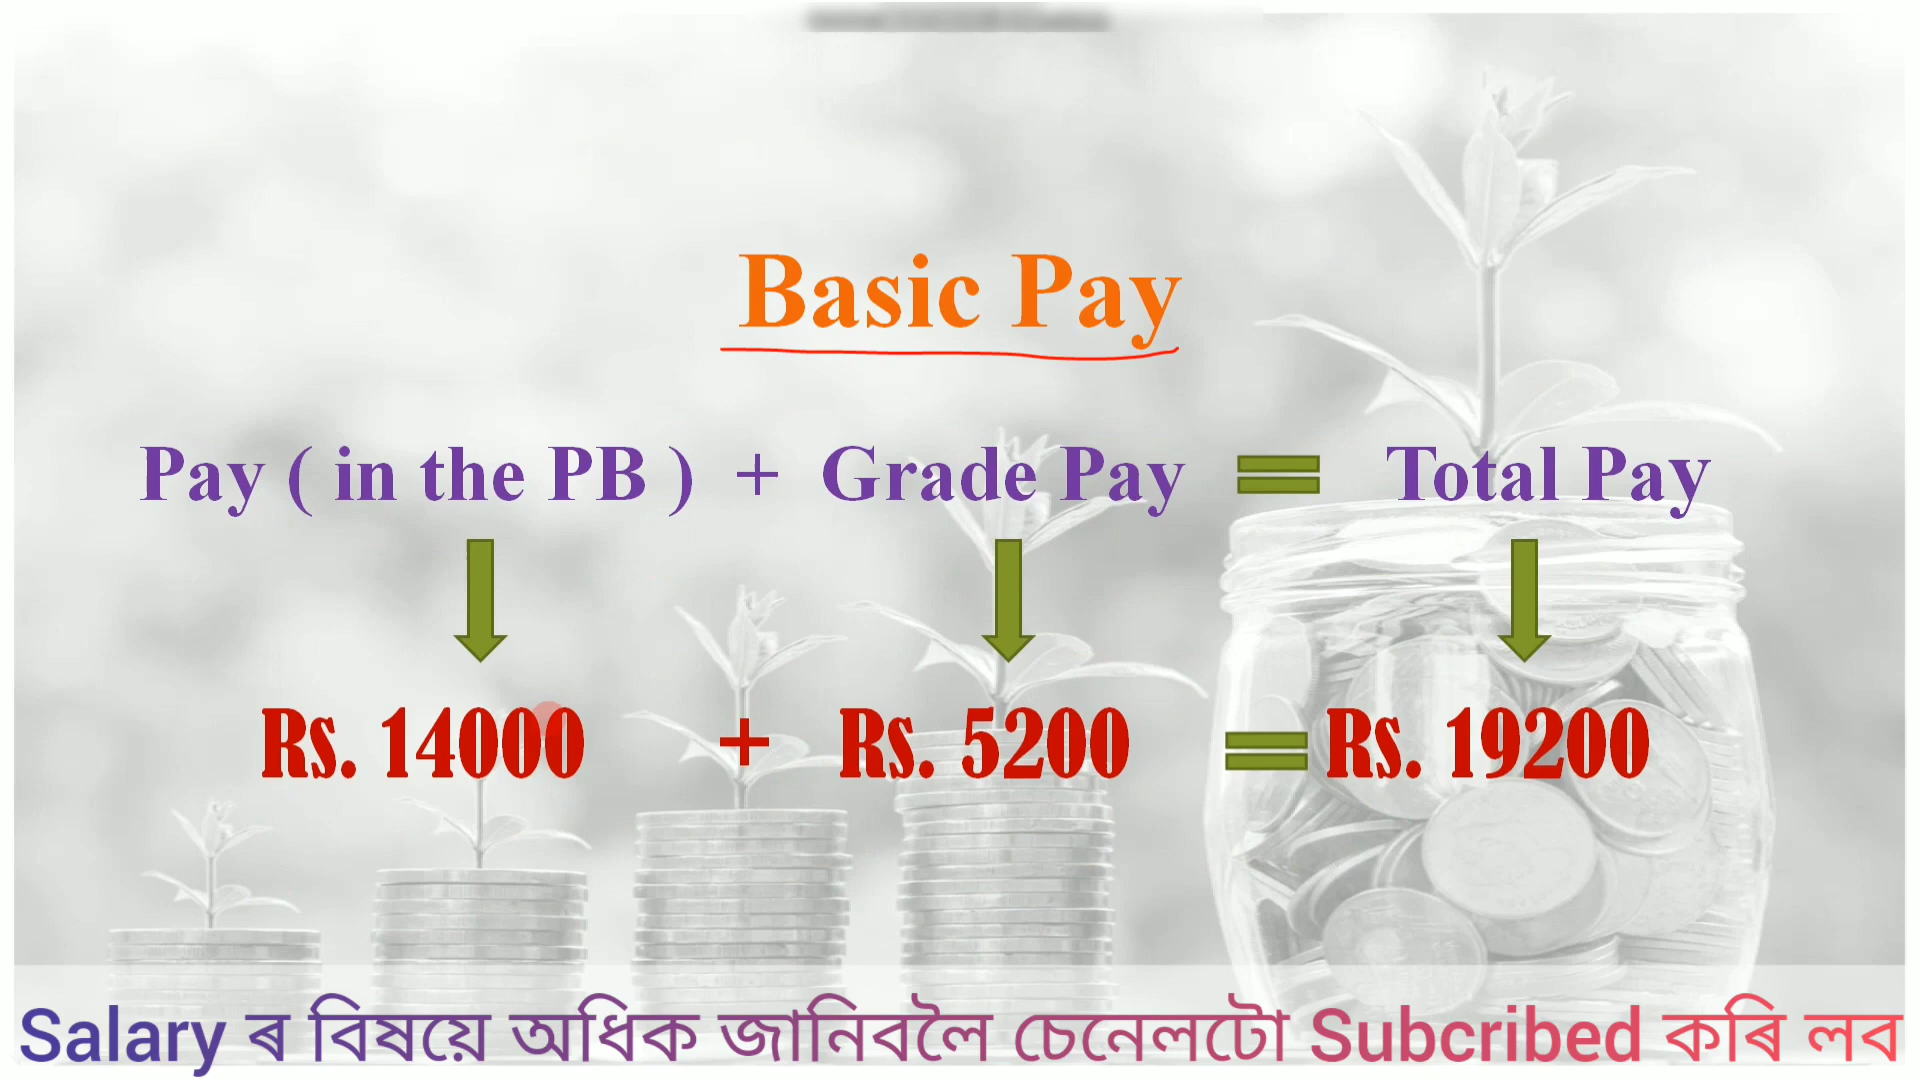 Basic Pay
Pay ( in the PB ) + Grade Pay = Total Pay
Rs. 14000 + Rs. 5200 = Rs. 19200
Salary ৰ বিষয়ে অধিক জানিবলৈ চেনেলটো Subcribed কৰি লব